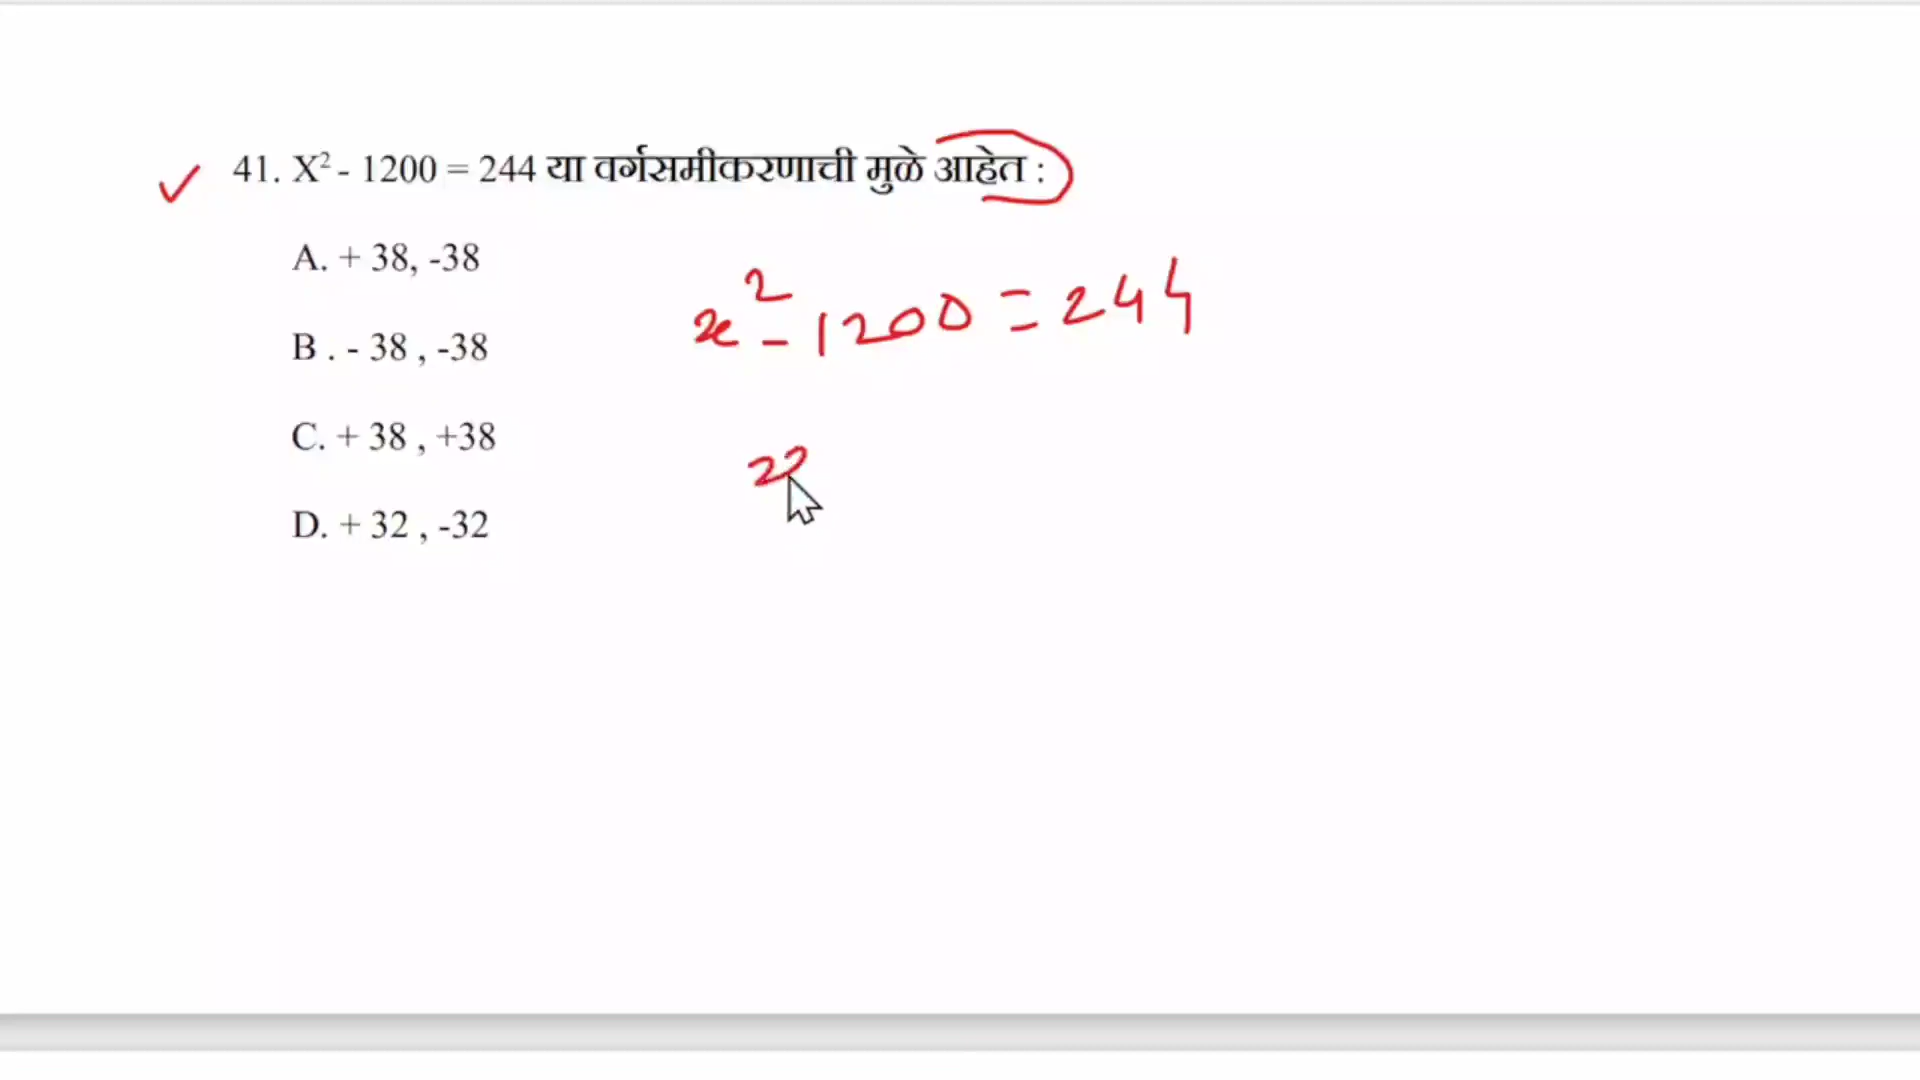 41. X² - 1200 = 244 या वर्गसमीकरणाची मुळे आहेत :
A. + 38, -38
B . - 38 , -38
C. + 38 , +38
D. + 32 , -32
x² - 1200 = 244